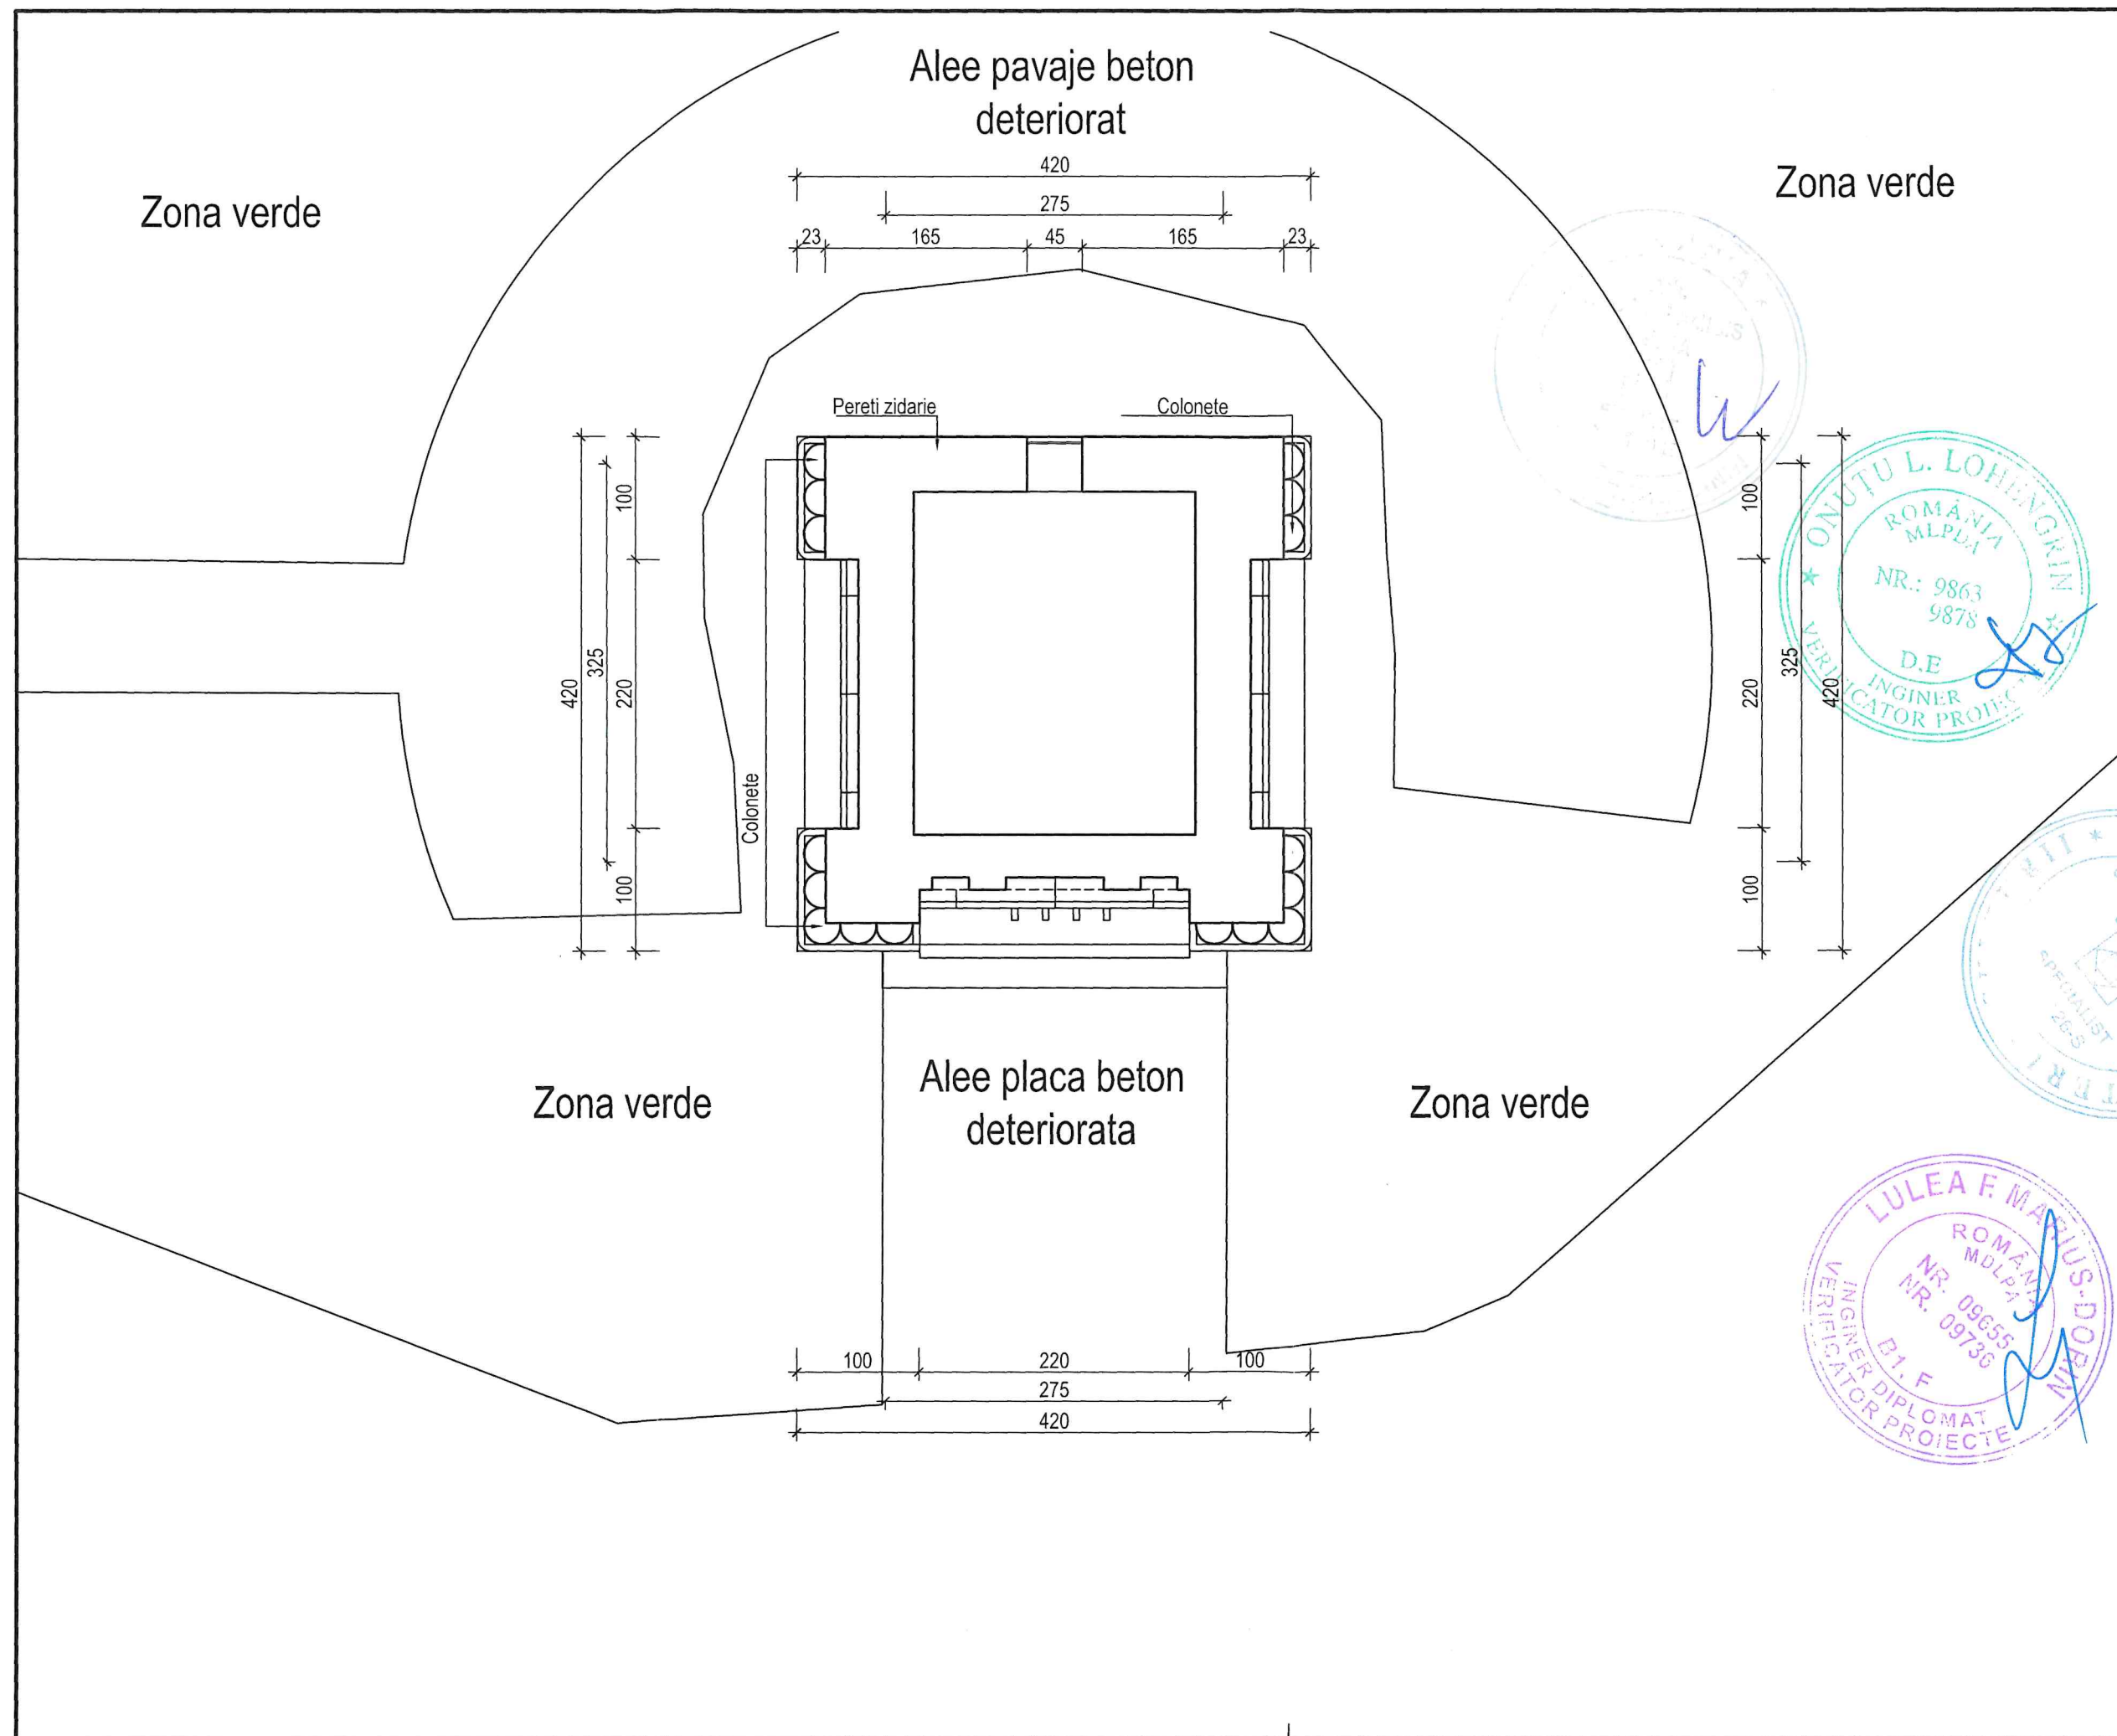 Alee pavaje beton
deteriorat
Zona verde
Zona verde
420
275
23 165 45 165 23
Pereti zidarie
Colonete
420
325
100
220
100
Colonete
100
220
100
325
420
ONUTU L. LOHENGRIN
ROMANIA
MLPDA
NR.: 9863
9878
D.E
INGINER
VERIFICATOR PROIECTE
SPECIALIST
Zona verde
Alee placa beton
deteriorata
Zona verde
LULEA F. MARIUS-DORIN
ROMÂNIA
MDLPA
NR. 09655
NR. 09736
B1, F
INGINER DIPLOMAT
VERIFICATOR PROIECTE
100 220 100
275
420